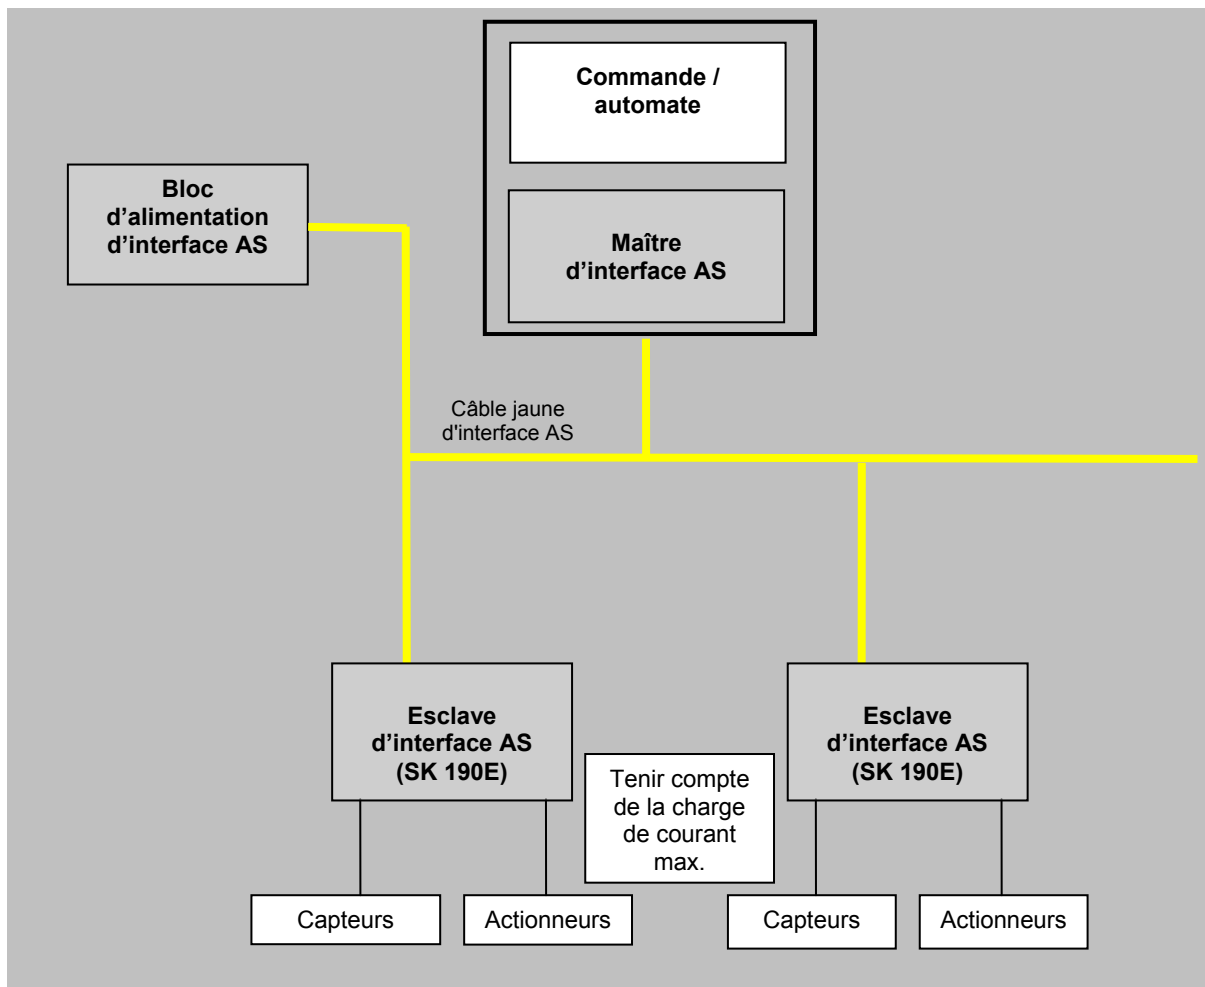 Commande /
automate
Bloc
d’alimentation
d’interface AS
Maître
d’interface AS
Câble jaune
d'interface AS
Esclave
d’interface AS
(SK 190E)
Esclave
d’interface AS
(SK 190E)
Tenir compte
de la charge
de courant
max.
Capteurs
Actionneurs
Capteurs
Actionneurs